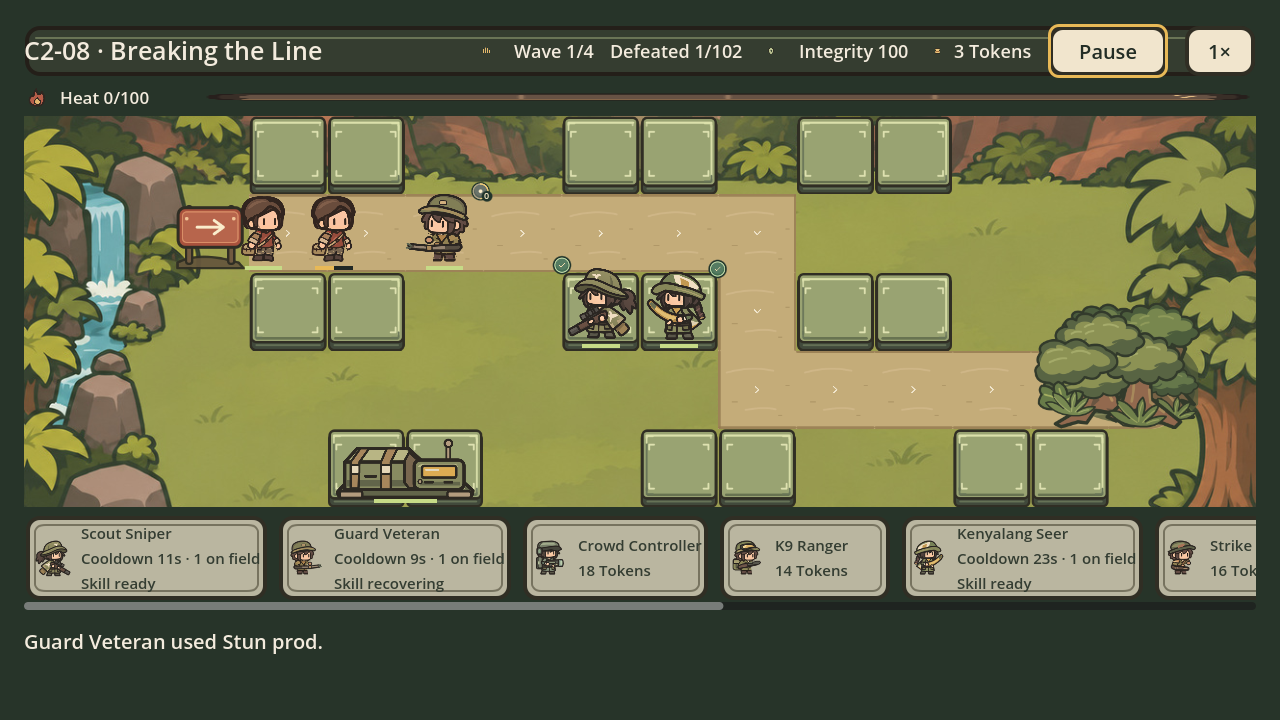 C2-08 · Breaking the Line
Wave 1/4 Defeated 1/102 Integrity 100 3 Tokens Pause 1×
Heat 0/100
0
Scout Sniper
Cooldown 11s · 1 on field
Skill ready
Guard Veteran
Cooldown 9s · 1 on field
Skill recovering
Crowd Controller
18 Tokens
K9 Ranger
14 Tokens
Kenyalang Seer
Cooldown 23s · 1 on field
Skill ready
Strike
16 Tok
Guard Veteran used Stun prod.